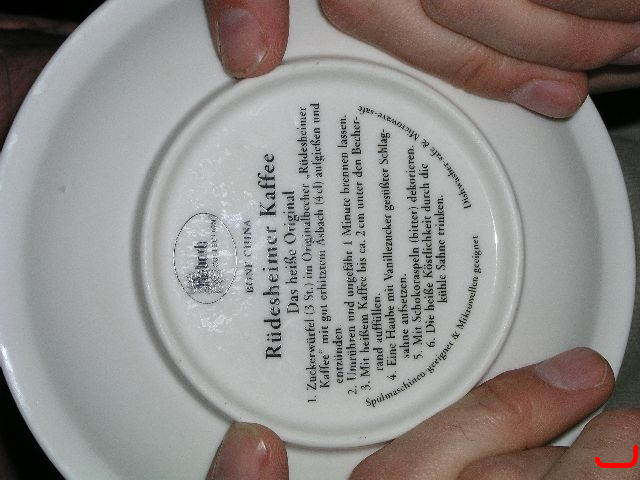 Asbach
BONE CHINA
Rüdesheimer Kaffee
Das heiße Original
1. Zuckerwürfel (3 St.) im Originalbecher „Rüdesheimer
Kaffee“ mit gut erhitztem Asbach (4 cl) aufgießen und
entzünden.
2. Umrühren und ungefähr 1 Minute brennen lassen.
3. Mit heißem Kaffee bis ca. 2 cm unter den Becher-
rand auffüllen.
4. Eine Haube mit Vanillezucker gesüßter Schlag-
sahne aufsetzen.
5. Mit Schokoraspeln (bitter) dekorieren.
6. Die heiße Köstlichkeit durch die
kühle Sahne trinken.
Spülmaschinen-geeignet & Mikrowellen-geeignet
Dishwasher-safe & Microwave-safe